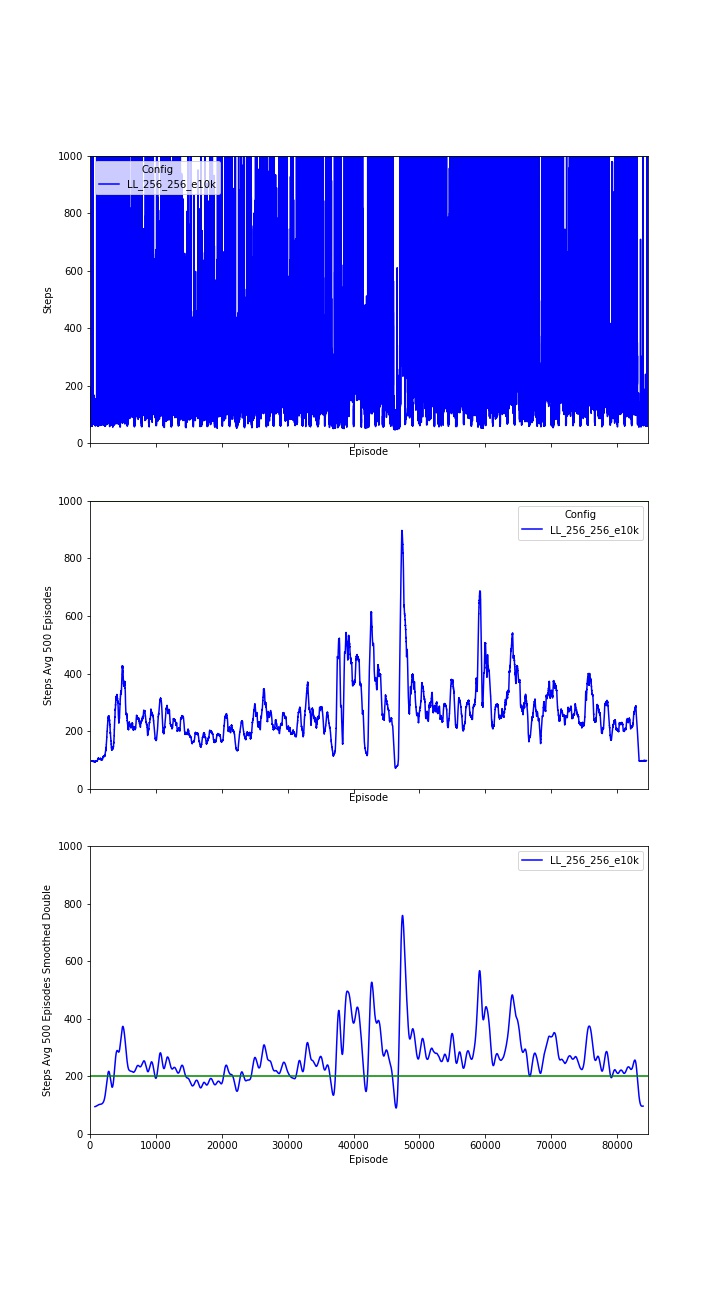 1000
Config
LL_256_256_e10k
800
600
Steps
400
200
0
Episode
1000
Config
LL_256_256_e10k
800
600
Steps Avg 500 Episodes
400
200
0
Episode
1000
LL_256_256_e10k
800
600
Steps Avg 500 Episodes Smoothed Double
400
200
0
0 10000 20000 30000 40000 50000 60000 70000 80000
Episode